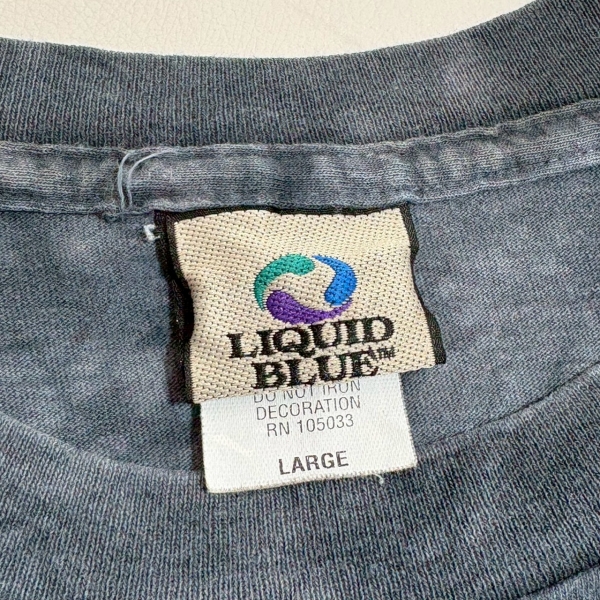 LIQUID
BLUE™
DO NOT IRON
DECORATION
RN 105033
LARGE